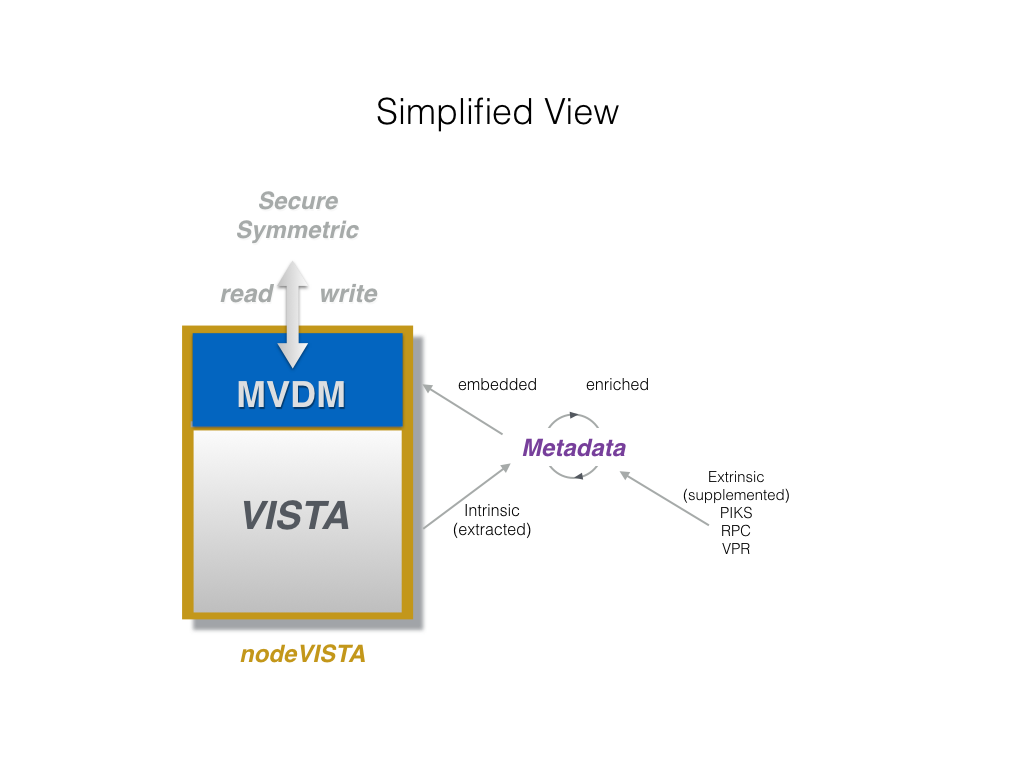 Simplified View
Secure
Symmetric
read write
MVDM
embedded enriched
Metadata
VISTA
Intrinsic
(extracted)
Extrinsic
(supplemented)
PIKS
RPC
VPR
nodeVISTA